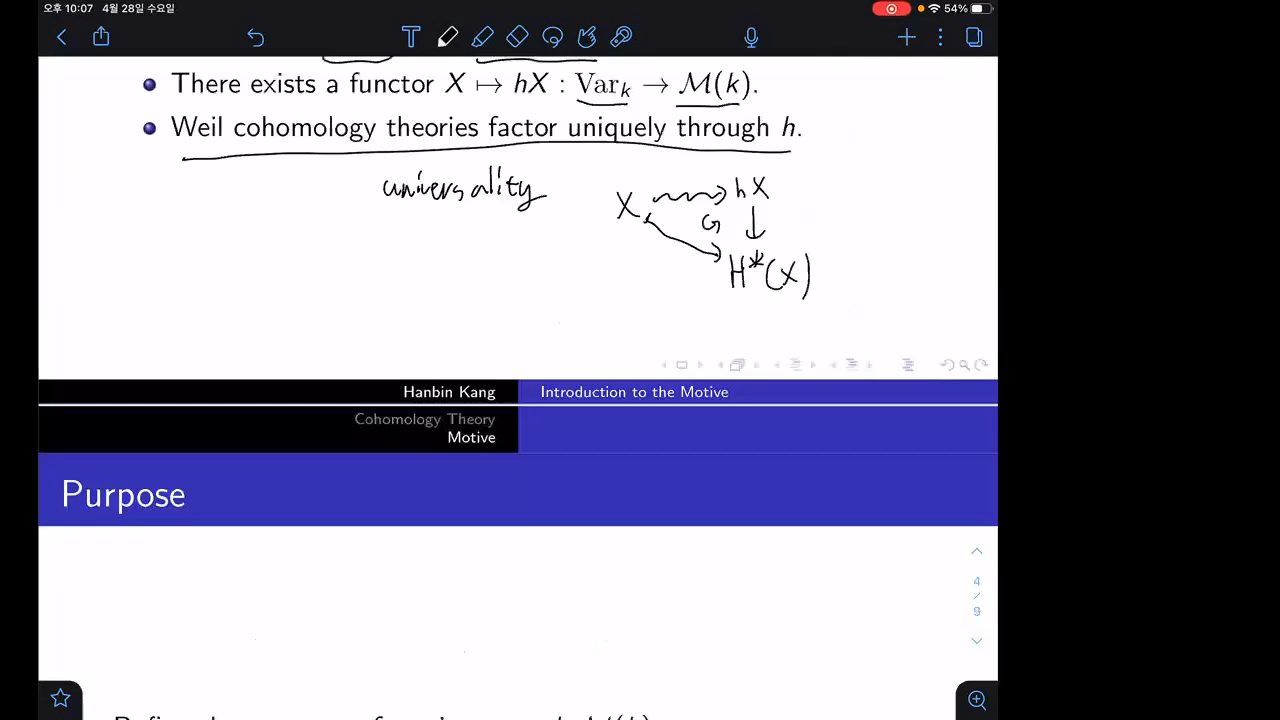 오후 10:07 4월 28일 수요일 54%
There exists a functor X ↦ hX : Var_k → M(k).
Weil cohomology theories factor uniquely through h.
universality
X hX
H*(X)
Hanbin Kang Introduction to the Motive
Cohomology Theory
Motive
Purpose
4
/
9